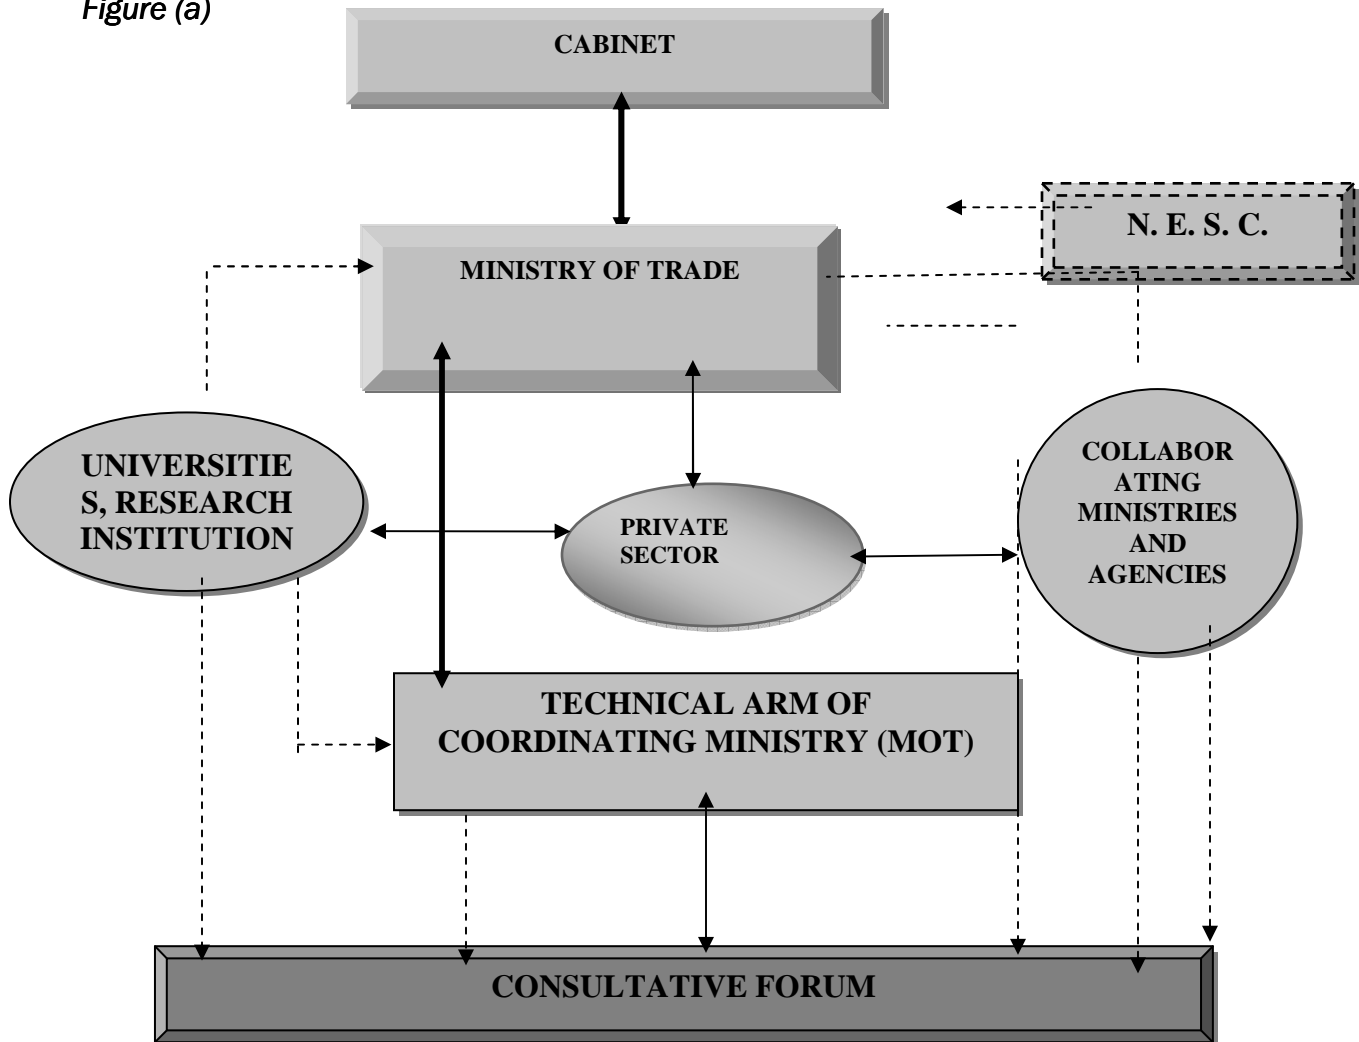 Figure (a)
CABINET
N. E. S. C.
MINISTRY OF TRADE
COLLABOR
ATING
MINISTRIES
AND
AGENCIES
UNIVERSITIE
S, RESEARCH
INSTITUTION
PRIVATE
SECTOR
TECHNICAL ARM OF
COORDINATING MINISTRY (MOT)
CONSULTATIVE FORUM